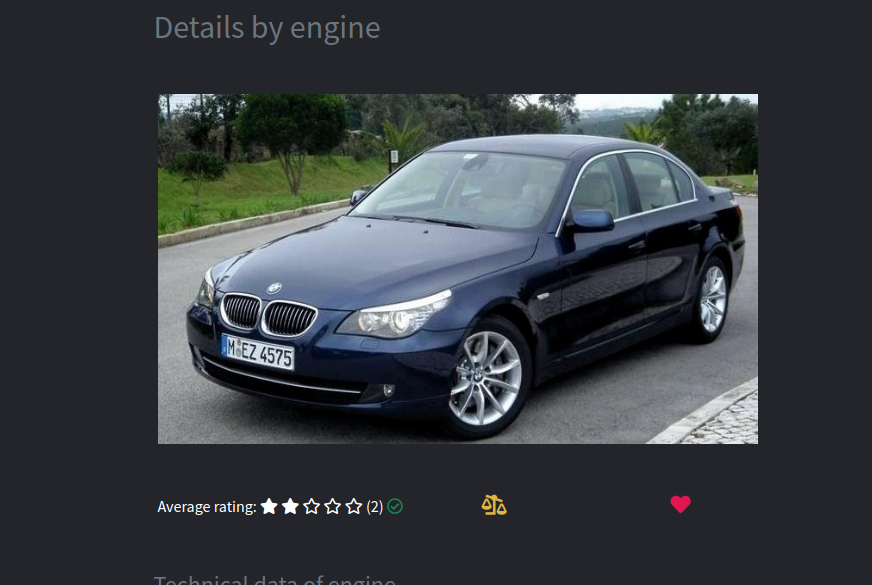 Details by engine
M EZ 4575
Average rating: (2)
Technical data of engine